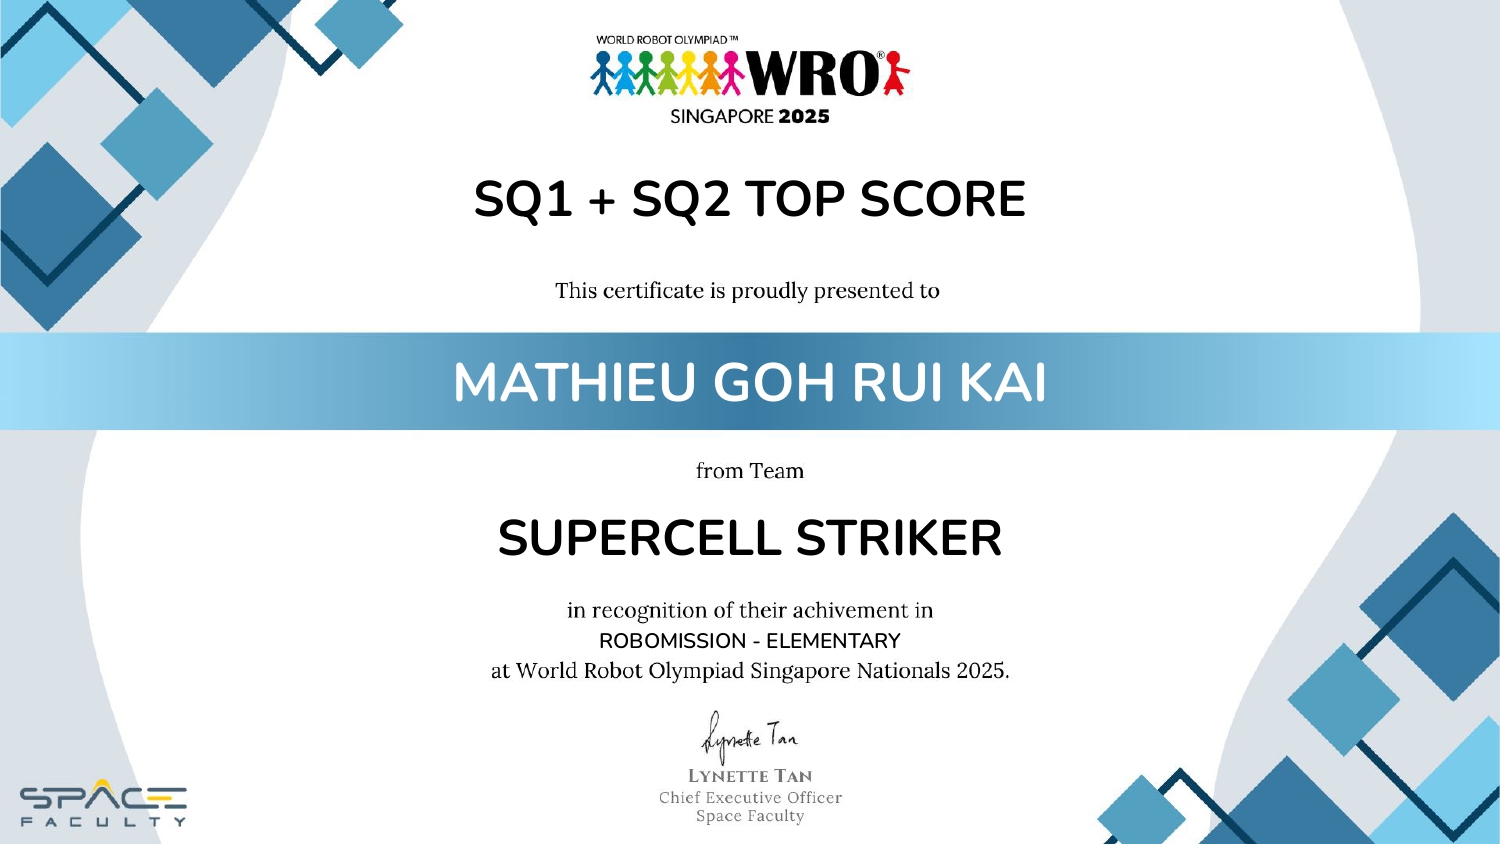 WORLD ROBOT OLYMPIAD™
WRO®
SINGAPORE 2025
SQ1 + SQ2 TOP SCORE
This certificate is proudly presented to
MATHIEU GOH RUI KAI
from Team
SUPERCELL STRIKER
in recognition of their achivement in
ROBOMISSION - ELEMENTARY
at World Robot Olympiad Singapore Nationals 2025.
Lynette Tan
LYNETTE TAN
Chief Executive Officer
Space Faculty
SPACE
FACULTY